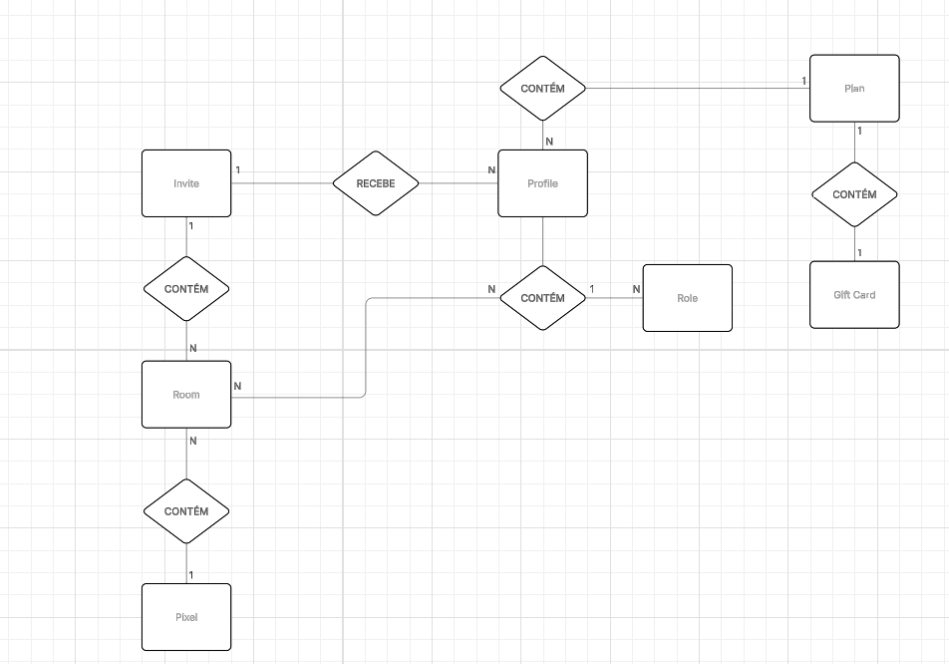 CONTÉM
1
Plan
N
1
Invite
1
RECEBE
N
Profile
CONTÉM
1
1
CONTÉM
N
CONTÉM
1
N
Role
Gift Card
N
Room
N
N
CONTÉM
1
Pixel